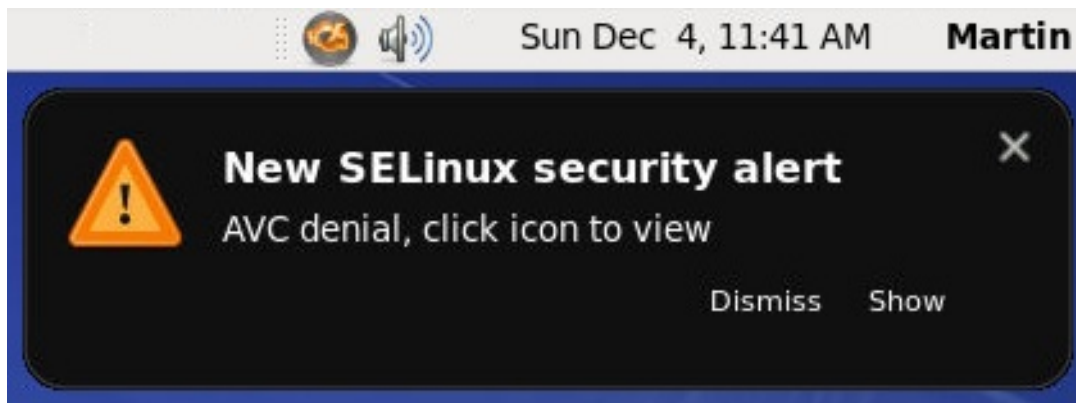 Sun Dec 4, 11:41 AM Martin
New SELinux security alert
AVC denial, click icon to view
Dismiss Show